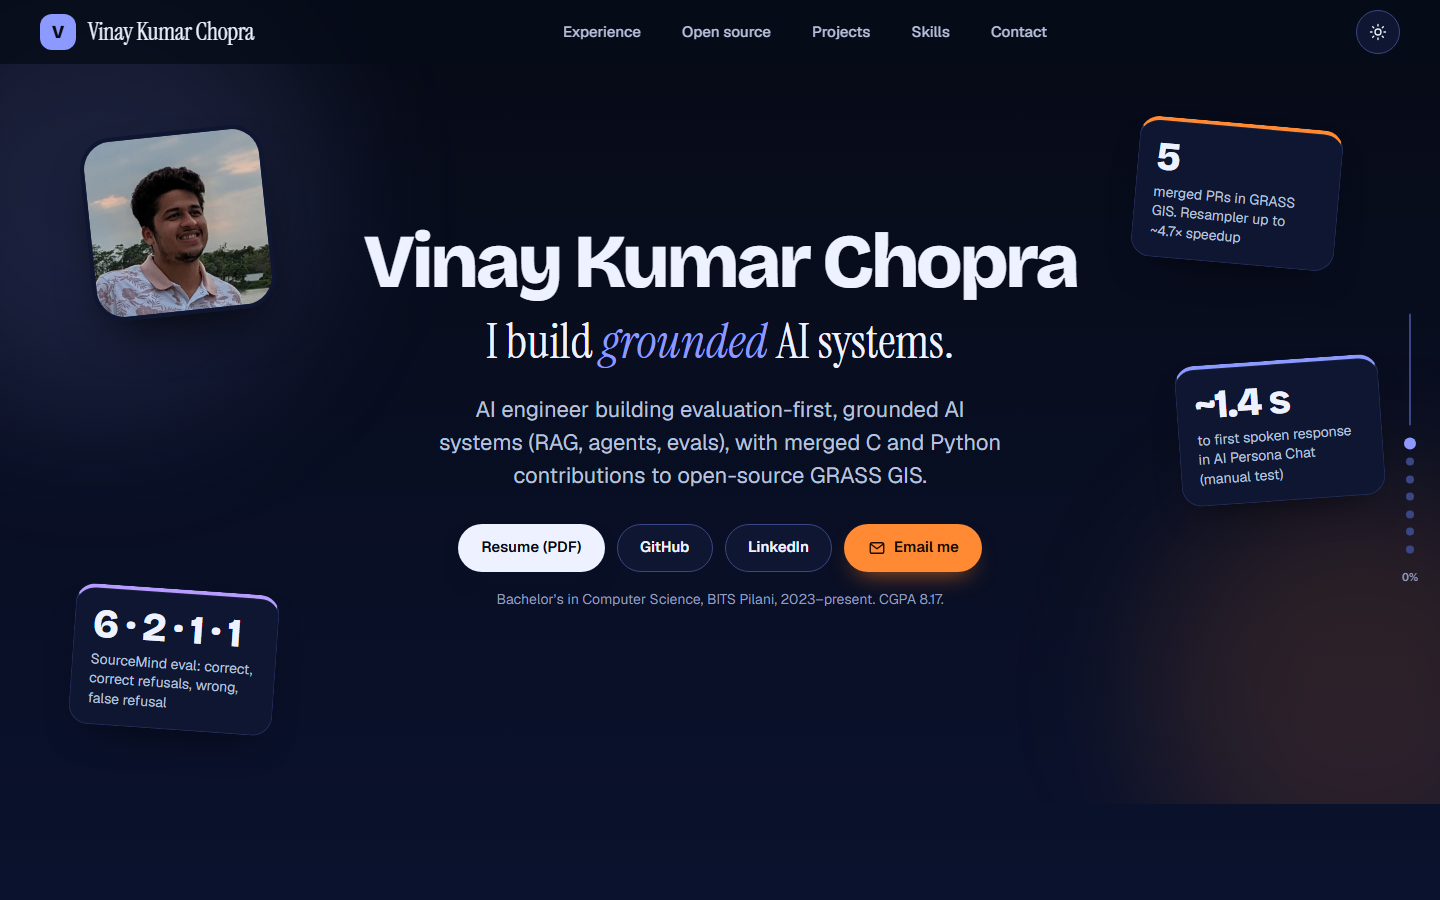 V Vinay Kumar Chopra
Experience Open source Projects Skills Contact
5
merged PRs in GRASS
GIS. Resampler up to
~4.7× speedup
Vinay Kumar Chopra
I build grounded AI systems.
AI engineer building evaluation-first, grounded AI
systems (RAG, agents, evals), with merged C and Python
contributions to open-source GRASS GIS.
~1.4 s
to first spoken response
in AI Persona Chat
(manual test)
Resume (PDF) GitHub LinkedIn Email me
0%
Bachelor's in Computer Science, BITS Pilani, 2023–present. CGPA 8.17.
6 · 2 · 1 · 1
SourceMind eval: correct,
correct refusals, wrong,
false refusal